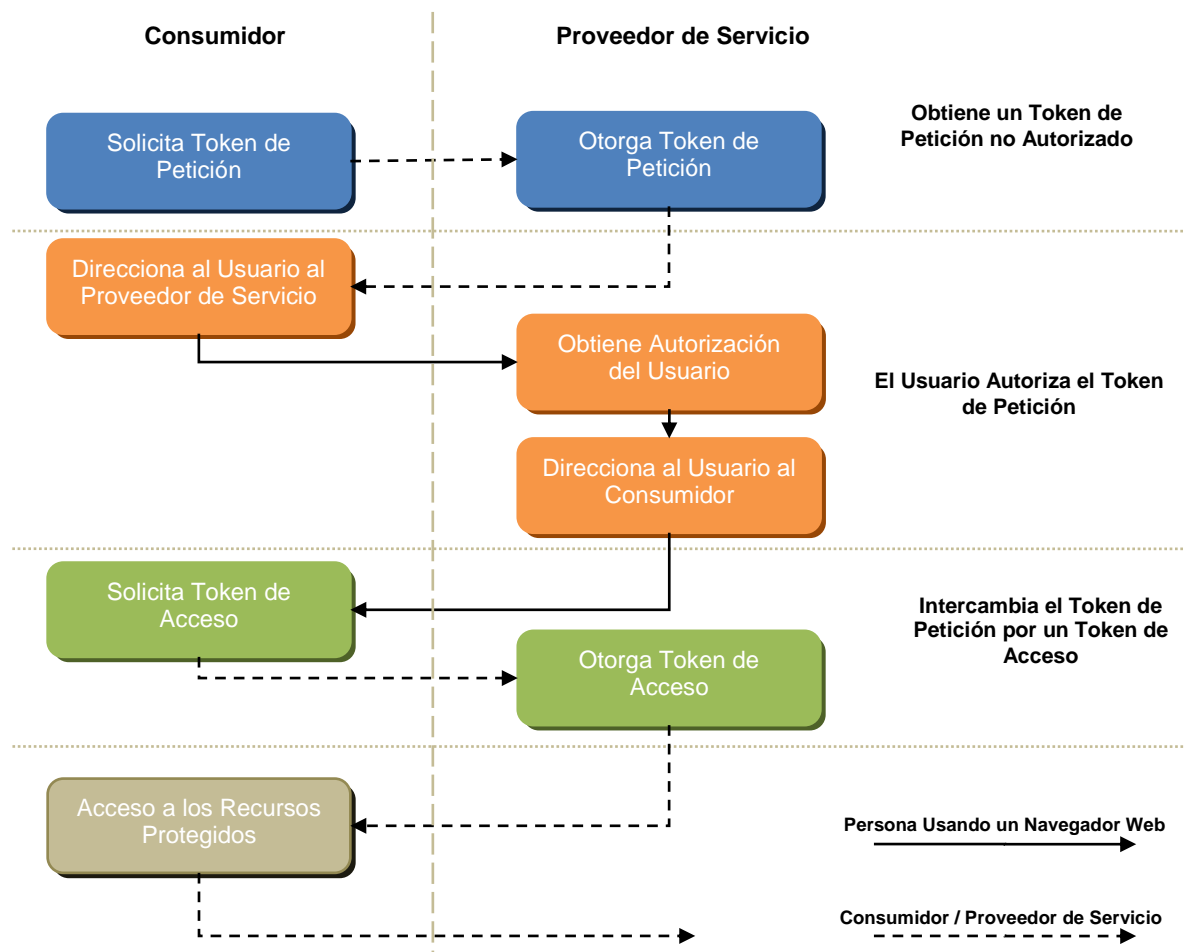 Consumidor
Proveedor de Servicio
Solicita Token de
Petición
Otorga Token de
Petición
Obtiene un Token de
Petición no Autorizado
Direcciona al Usuario al
Proveedor de Servicio
Obtiene Autorización
del Usuario
El Usuario Autoriza el Token
de Petición
Direcciona al Usuario al
Consumidor
Solicita Token de
Acceso
Otorga Token de
Acceso
Intercambia el Token de
Petición por un Token de
Acceso
Acceso a los Recursos
Protegidos
Persona Usando un Navegador Web
Consumidor / Proveedor de Servicio